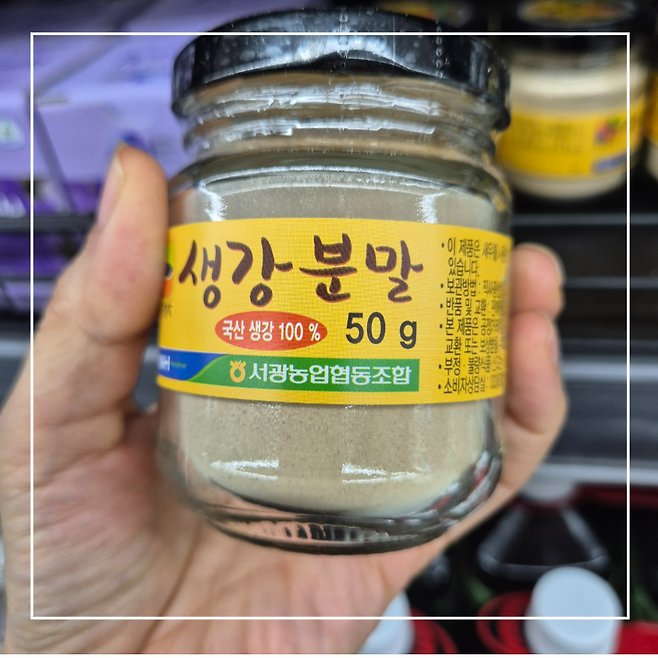 생강 분말
국산 생강 100 %
50 g
서광농업협동조합
• 이 제품은
있습니다.
• 보관방법 :
• 반품 및 교환 :
• 본 제품은
교환 또는
• 부정 · 불량
• 소비자상담실